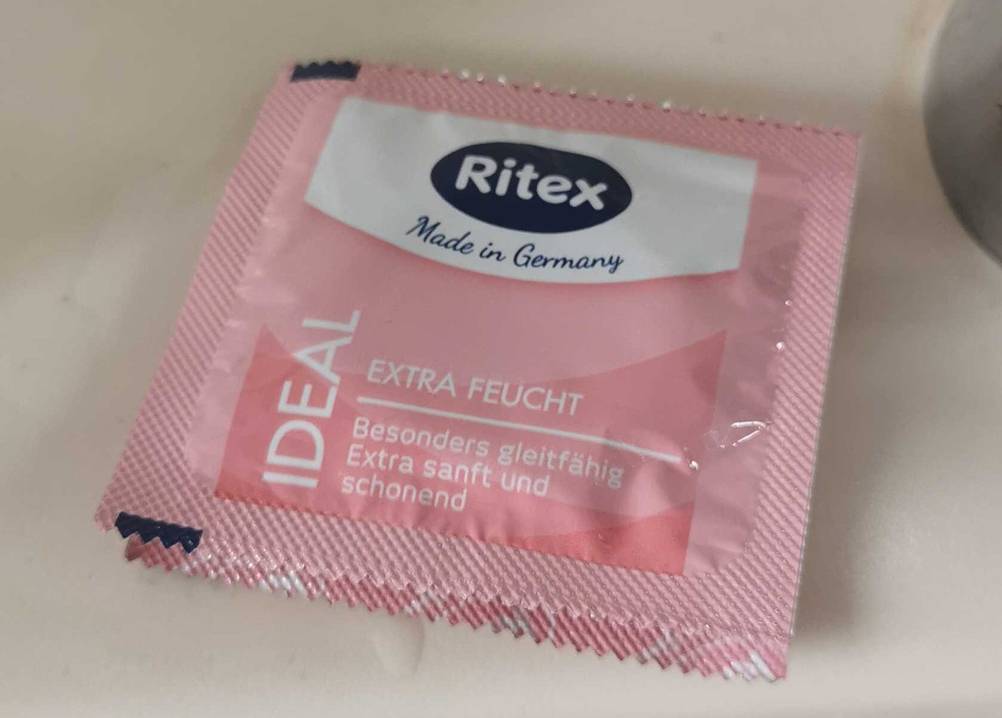 Ritex
Made in Germany
IDEAL
EXTRA FEUCHT
Besonders gleitfähig
Extra sanft und
schonend